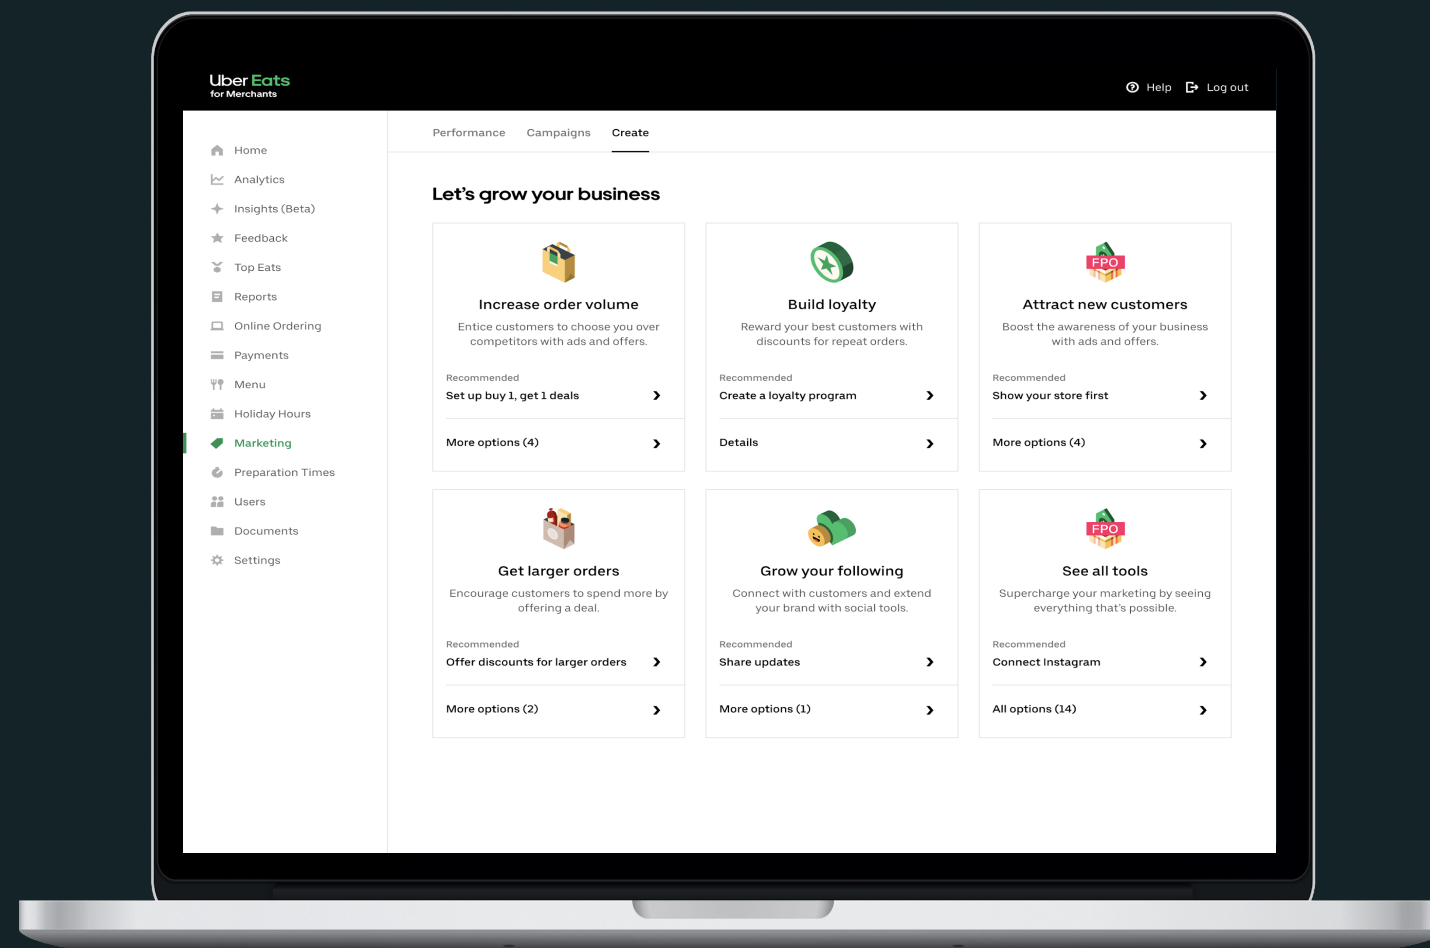 Uber Eats
for Merchants
Help
Log out
Home
Analytics
Insights (Beta)
Feedback
Top Eats
Reports
Online Ordering
Payments
Menu
Holiday Hours
Marketing
Preparation Times
Users
Documents
Settings
Performance
Campaigns
Create
Let's grow your business
Increase order volume
Entice customers to choose you over
competitors with ads and offers.
Recommended
Set up buy 1, get 1 deals
More options (4)
Build loyalty
Reward your best customers with
discounts for repeat orders.
Recommended
Create a loyalty program
Details
FPO
Attract new customers
Boost the awareness of your business
with ads and offers.
Recommended
Show your store first
More options (4)
Get larger orders
Encourage customers to spend more by
offering a deal.
Recommended
Offer discounts for larger orders
More options (2)
Grow your following
Connect with customers and extend
your brand with social tools.
Recommended
Share updates
More options (1)
FPO
See all tools
Supercharge your marketing by seeing
everything that's possible.
Recommended
Connect Instagram
All options (14)